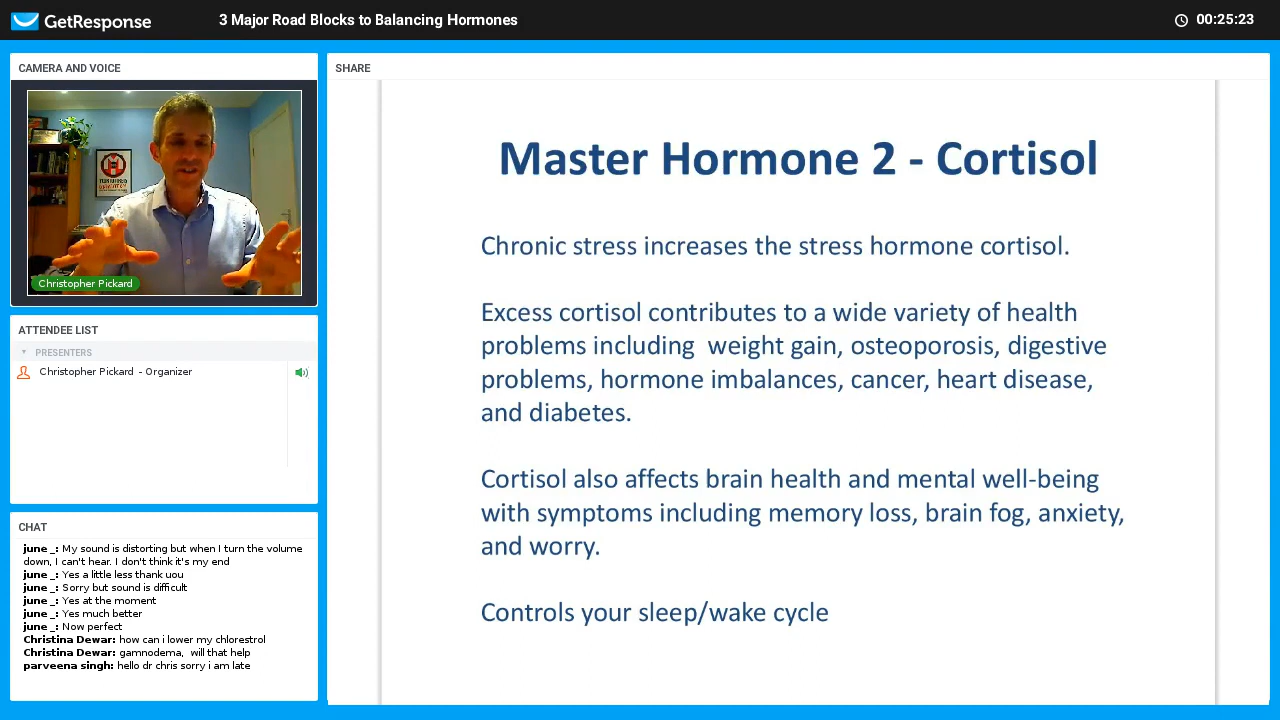 GetResponse
3 Major Road Blocks to Balancing Hormones
00:25:23
CAMERA AND VOICE
Christopher Pickard
ATTENDEE LIST
PRESENTERS
Christopher Pickard - Organizer
CHAT
june _: My sound is distorting but when I turn the volume
down, I can't hear. I don't think it's my end
june _: Yes a little less thank uou
june _: Sorry but sound is difficult
june _: Yes at the moment
june _: Yes much better
june _: Now perfect
Christina Dewar: how can i lower my chlorestrol
Christina Dewar: gamnodema, will that help
parveena singh: hello dr chris sorry i am late
SHARE
Master Hormone 2 - Cortisol
Chronic stress increases the stress hormone cortisol.
Excess cortisol contributes to a wide variety of health
problems including weight gain, osteoporosis, digestive
problems, hormone imbalances, cancer, heart disease,
and diabetes.
Cortisol also affects brain health and mental well-being
with symptoms including memory loss, brain fog, anxiety,
and worry.
Controls your sleep/wake cycle